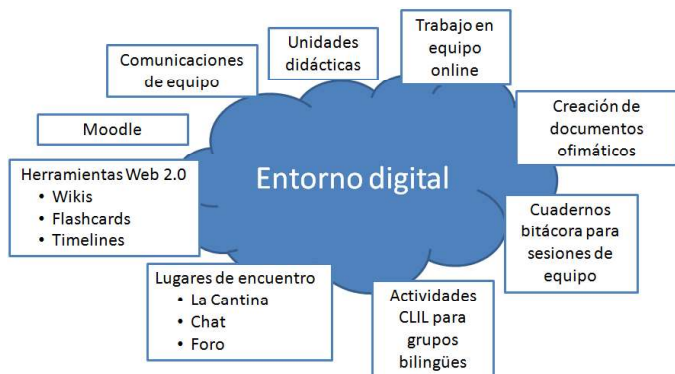 Unidades
didácticas
Trabajo en
equipo
online
Comunicaciones
de equipo
Creación de
documentos
ofimáticos
Moodle
Entorno digital
Herramientas Web 2.0
• Wikis
• Flashcards
• Timelines
Cuadernos
bitácora para
sesiones de
equipo
Lugares de encuentro
• La Cantina
• Chat
• Foro
Actividades
CLIL para
grupos
bilingües